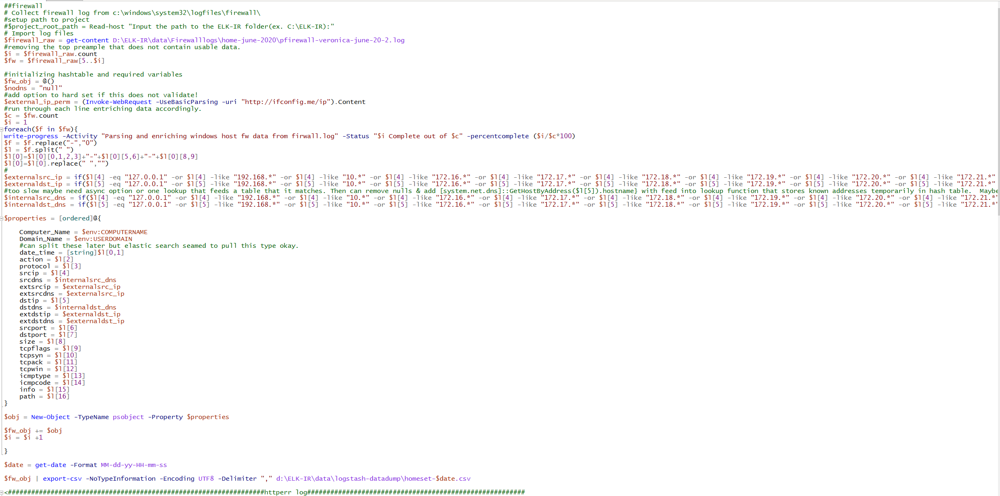 ##firewall
# Collect firewall log from c:\windows\system32\logfiles\firewall\
#setup path to project
#$project_root_path = Read-host "Input the path to the ELK-IR folder(ex. C:\ELK-IR):"
# Import log files
$firewall_raw = get-content D:\ELK-IR\data\Firewalllogs\home-june-2020\pfirewall-veronica-june-20-2.log
#removing the top preample that does not contain usable data.
$i = $firewall_raw.count
$fw = $firewall_raw[5..$i]
#initializing hashtable and required variables
$fw_obj = @()
$nodns = "null"
#add option to hard set if this does not validate!
$external_ip_perm = (Invoke-WebRequest -UseBasicParsing -uri "http://ifconfig.me/ip").Content
#run through each line entriching data accordingly.
$c = $fw.count
$i = 1
foreach($f in $fw){
write-progress -Activity "Parsing and enriching windows host fw data from firwall.log" -Status "$i Complete out of $c" -percentcomplete ($i/$c*100)
$f = $f.replace("-","0")
$l = $f.split(" ")
$l[0]=$l[0][0,1,2,3]+"-"+$l[0][5,6]+"-"+$l[0][8,9]
$l[0]=$l[0].replace(" ","")
#
$externalsrc_ip = if($l[4] -eq "127.0.0.1" -or $l[4] -like "192.168.*" -or $l[4] -like "10.*" -or $l[4] -like "172.16.*" -or $l[4] -like "172.17.*" -or $l[4] -like "172.18.*" -or $l[4] -like "172.19.*" -or $l[4] -like "172.20.*" -or $l[4] -like "172.21.*"
$externaldst_ip = if($l[5] -eq "127.0.0.1" -or $l[5] -like "192.168.*" -or $l[5] -like "10.*" -or $l[5] -like "172.16.*" -or $l[5] -like "172.17.*" -or $l[5] -like "172.18.*" -or $l[5] -like "172.19.*" -or $l[5] -like "172.20.*" -or $l[5] -like "172.21.*"
#too slow maybe need async option or one lookup that feeds a table that it matches. Then can remove nulls & add [system.net.dns]::GetHostByAddress($l[5]).hostname} with feed into lookup function that stores known addresses temporarily in hash table.  Maybe
$internalsrc_dns = if($l[4] -eq "127.0.0.1" -or $l[4] -like "192.168.*" -or $l[4] -like "10.*" -or $l[4] -like "172.16.*" -or $l[4] -like "172.17.*" -or $l[4] -like "172.18.*" -or $l[4] -like "172.19.*" -or $l[4] -like "172.20.*" -or $l[4] -like "172.21.*"
$internaldst_dns = if($l[5] -eq "127.0.0.1" -or $l[5] -like "192.168.*" -or $l[5] -like "10.*" -or $l[5] -like "172.16.*" -or $l[5] -like "172.17.*" -or $l[5] -like "172.18.*" -or $l[5] -like "172.19.*" -or $l[5] -like "172.20.*" -or $l[5] -like "172.21.*"
$properties = [ordered]@{
Computer_Name = $env:COMPUTERNAME
Domain_Name = $env:USERDOMAIN
#can split these later but elastic search seamed to pull this type okay.
date_time = [string]$l[0,1]
action = $l[2]
protocol = $l[3]
srcip = $l[4]
srcdns = $internalsrc_dns
extsrcip = $externalsrc_ip
extsrcdns = $externalsrc_ip
dstip = $l[5]
dstdns = $internaldst_dns
extdstip = $externaldst_ip
extdstdns = $externaldst_ip
srcport = $l[6]
dstport = $l[7]
size = $l[8]
tcpflags = $l[9]
tcpsyn = $l[10]
tcpack = $l[11]
tcpwin = $l[12]
icmptype = $l[13]
icmpcode = $l[14]
info = $l[15]
path = $l[16]
}
$obj = New-Object -TypeName psobject -Property $properties
$fw_obj += $obj
$i = $i +1
}
$date = get-date -Format MM-dd-yy-HH-mm-ss
$fw_obj | export-csv -NoTypeInformation -Encoding UTF8 -Delimiter "," d:\ELK-IR\data\logstash-datadump\homeset-$date.csv
<##################################################################httperr log########################################################